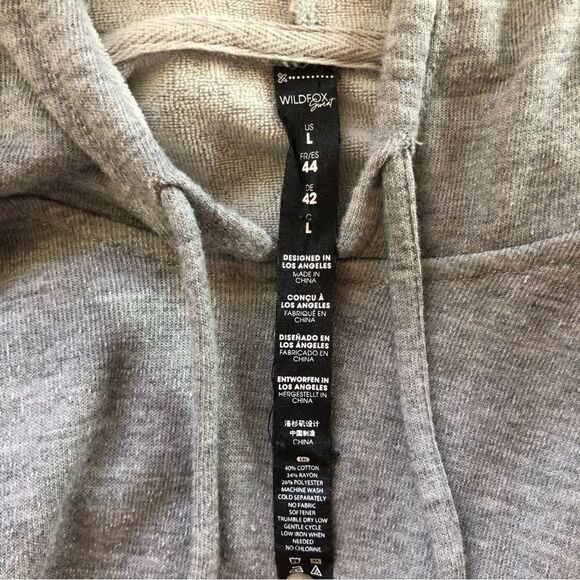 WILDFOX
Sweat
US
L
FR/ES
44
DE
42
C
L
DESIGNED IN
LOS ANGELES
MADE IN
CHINA
CONÇU À
LOS ANGELES
FABRIQUÉ EN
CHINA
DISEÑADO EN
LOS ÁNGELES
FABRICADO EN
CHINA
ENTWORFEN IN
LOS ANGELES
HERGESTELLT IN
CHINA
洛杉矶设计
中国制造
CHINA
EN
40% COTTON
34% RAYON
26% POLYESTER
MACHINE WASH
COLD SEPARATELY
NO FABRIC
SOFTENER
TRUMBLE DRY LOW
GENTLE CYCLE
LOW IRON WHEN
NEEDED
NO CHLORINE